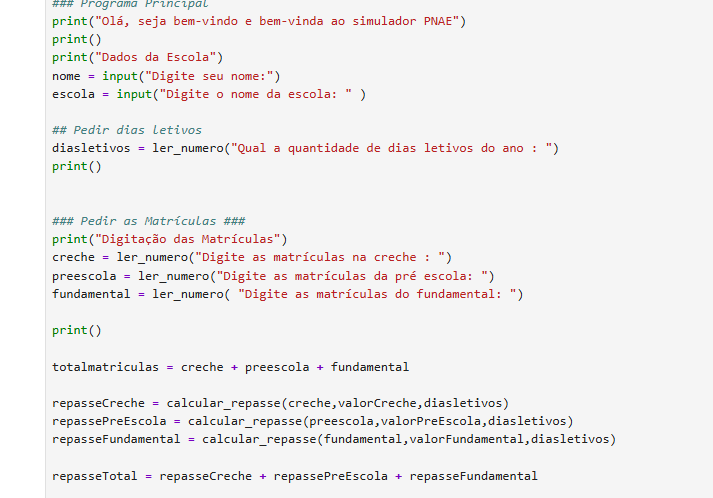 ### Programa Principal
print("Olá, seja bem-vindo e bem-vinda ao simulador PNAE")
print()
print("Dados da Escola")
nome = input("Digite seu nome:")
escola = input("Digite o nome da escola: " )
## Pedir dias letivos
diasletivos = ler_numero("Qual a quantidade de dias letivos do ano : ")
print()
### Pedir as Matrículas ###
print("Digitação das Matrículas")
creche = ler_numero("Digite as matrículas na creche : ")
preescola = ler_numero("Digite as matrículas da pré escola: ")
fundamental = ler_numero( "Digite as matrículas do fundamental: ")
print()
totalmatriculas = creche + preescola + fundamental
repasseCreche = calcular_repasse(creche,valorCreche,diasletivos)
repassePreEscola = calcular_repasse(preescola,valorPreEscola,diasletivos)
repasseFundamental = calcular_repasse(fundamental,valorFundamental,diasletivos)
repasseTotal = repasseCreche + repassePreEscola + repasseFundamental